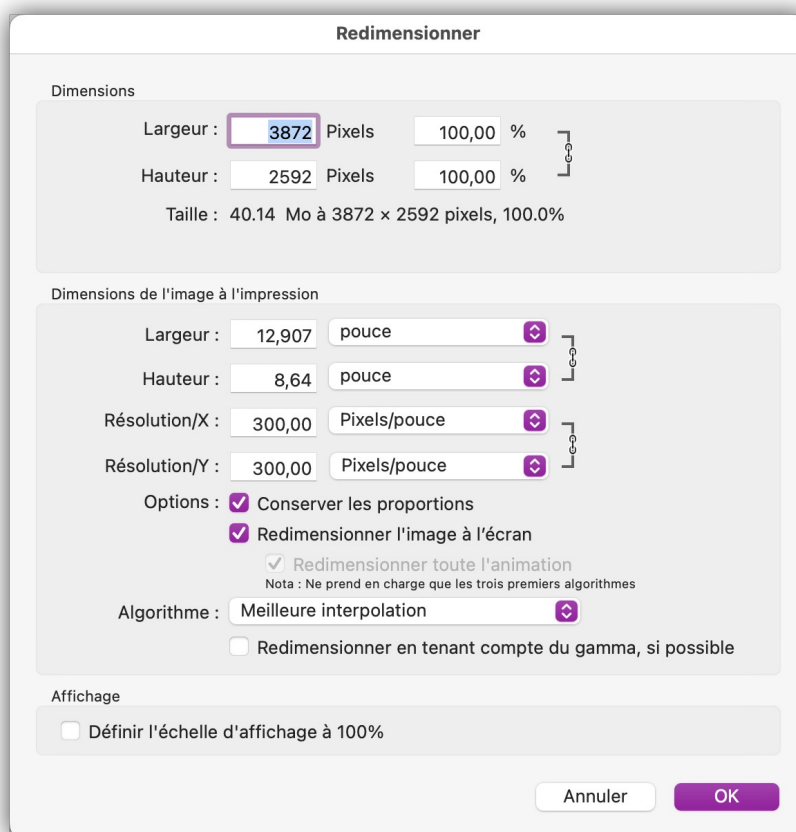 Redimensionner
Dimensions
Largeur : 3872 Pixels 100,00 %
Hauteur : 2592 Pixels 100,00 %
Taille : 40.14 Mo à 3872 × 2592 pixels, 100.0%
Dimensions de l'image à l'impression
Largeur : 12,907 pouce
Hauteur : 8,64 pouce
Résolution/X : 300,00 Pixels/pouce
Résolution/Y : 300,00 Pixels/pouce
Options : Conserver les proportions
Redimensionner l'image à l’écran
Redimensionner toute l'animation
Nota : Ne prend en charge que les trois premiers algorithmes
Algorithme : Meilleure interpolation
Redimensionner en tenant compte du gamma, si possible
Affichage
Définir l'échelle d'affichage à 100%
Annuler OK